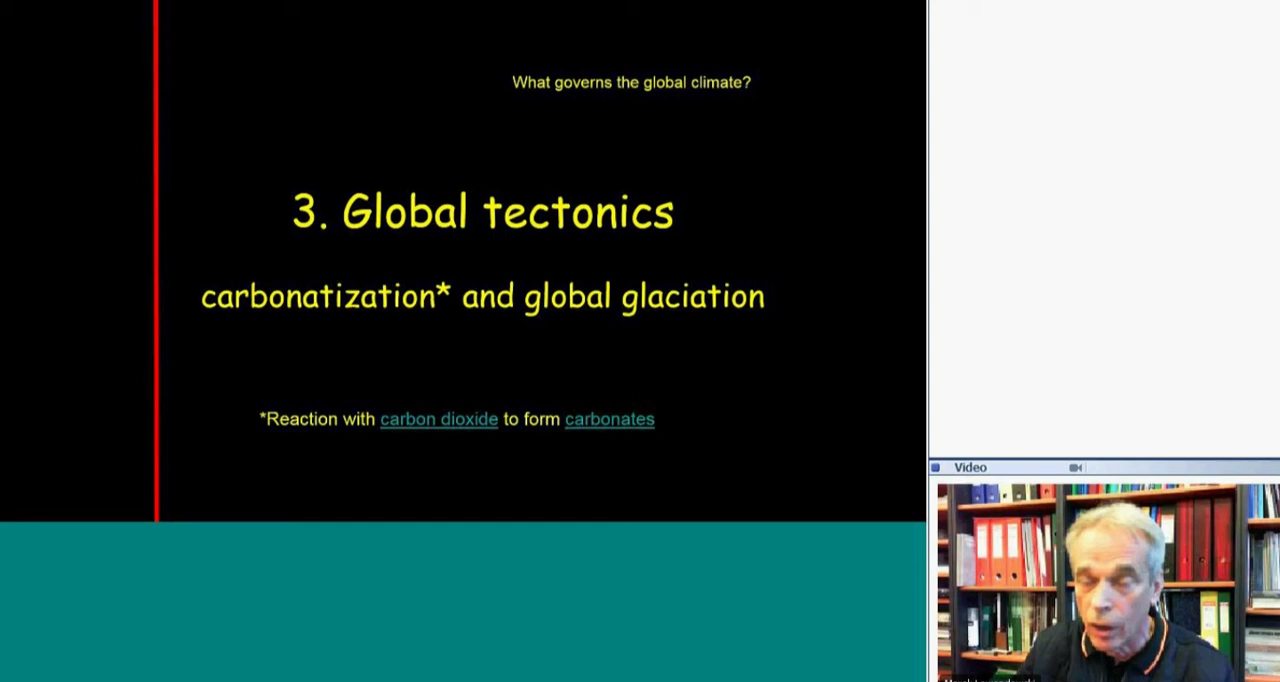 What governs the global climate?
3. Global tectonics
carbonatization* and global glaciation
*Reaction with carbon dioxide to form carbonates
Video